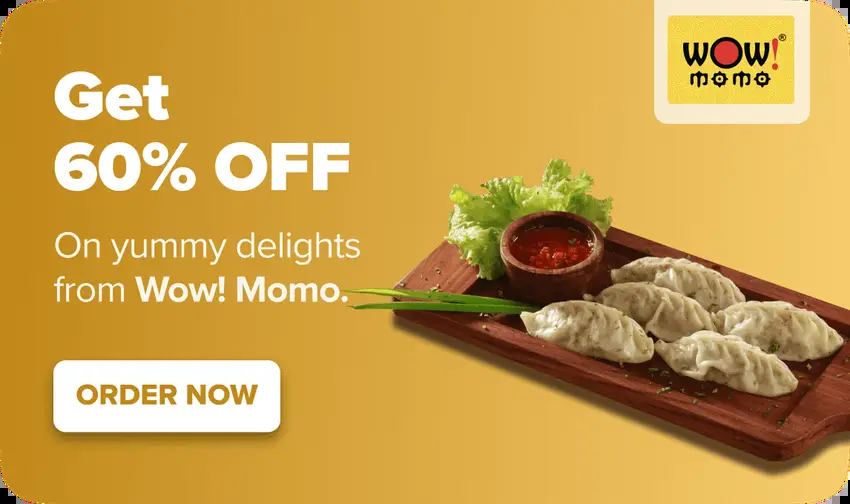 Get
60% OFF
On yummy delights
from Wow! Momo.
ORDER NOW
WOW!®
MOMO